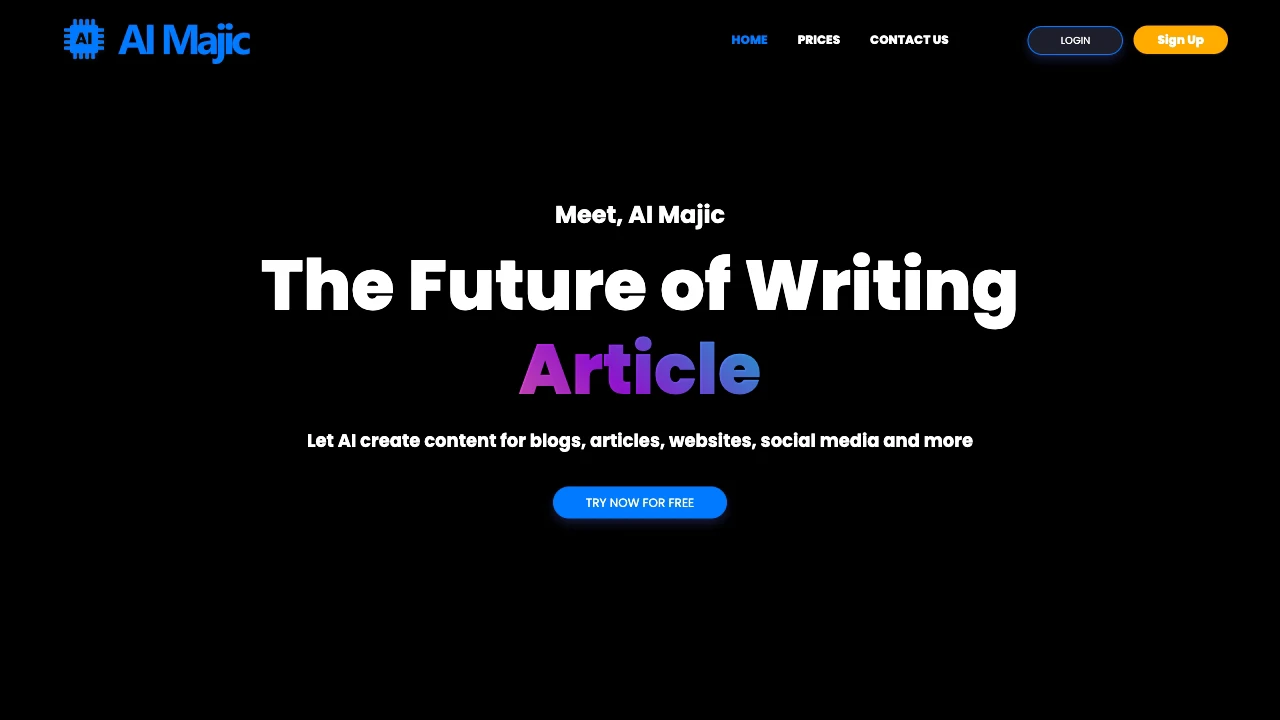 AI AI Majic
HOME PRICES CONTACT US LOGIN Sign Up
Meet, AI Majic
The Future of Writing
Article
Let AI create content for blogs, articles, websites, social media and more
TRY NOW FOR FREE